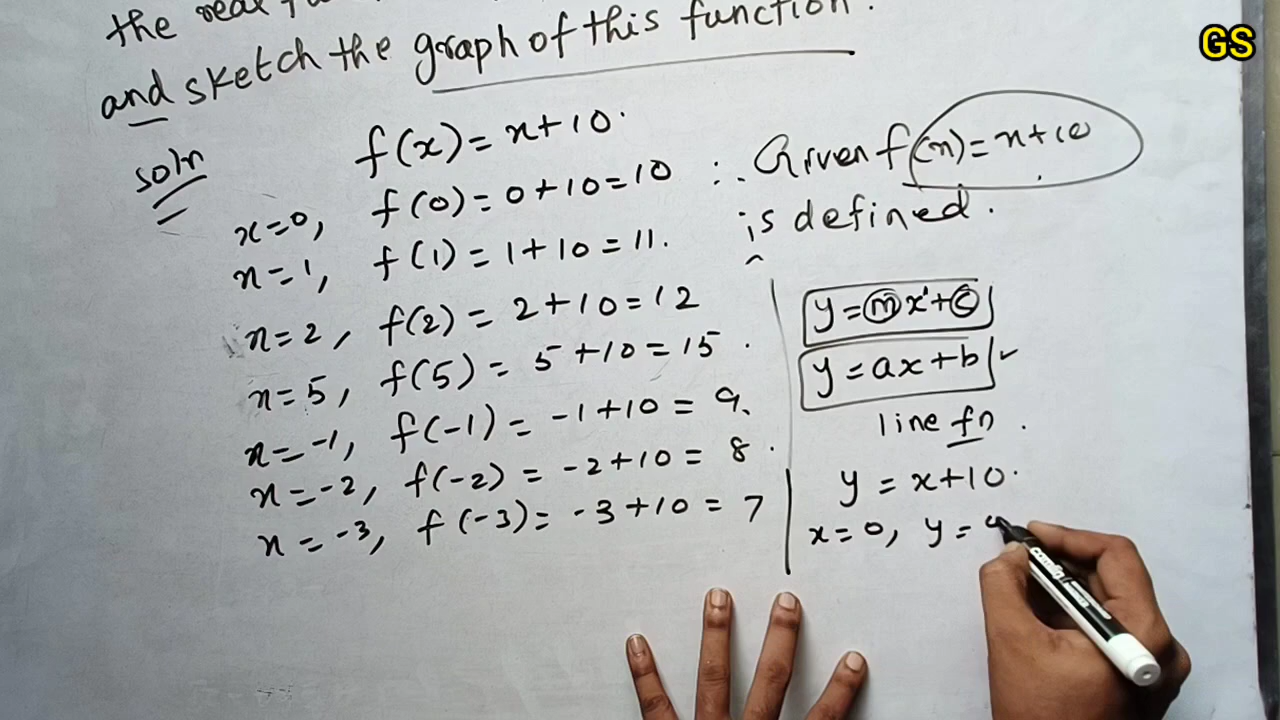 GS
the real fu
and sketch the graph of this function.
soln
f(x) = x+10.
x=0, f(0) = 0+10=10
x=1, f(1) = 1+10=11.
x=2, f(2) = 2+10=12
x=5, f(5) = 5+10=15.
x=-1, f(-1) = -1+10=9.
x=-2, f(-2) = -2+10=8.
x=-3, f(-3) = -3+10=7
∴ Given f(x)=x+10
is defined.
y=mx+c
y=ax+b
line fn.
y=x+10.
x=0, y=
comlin